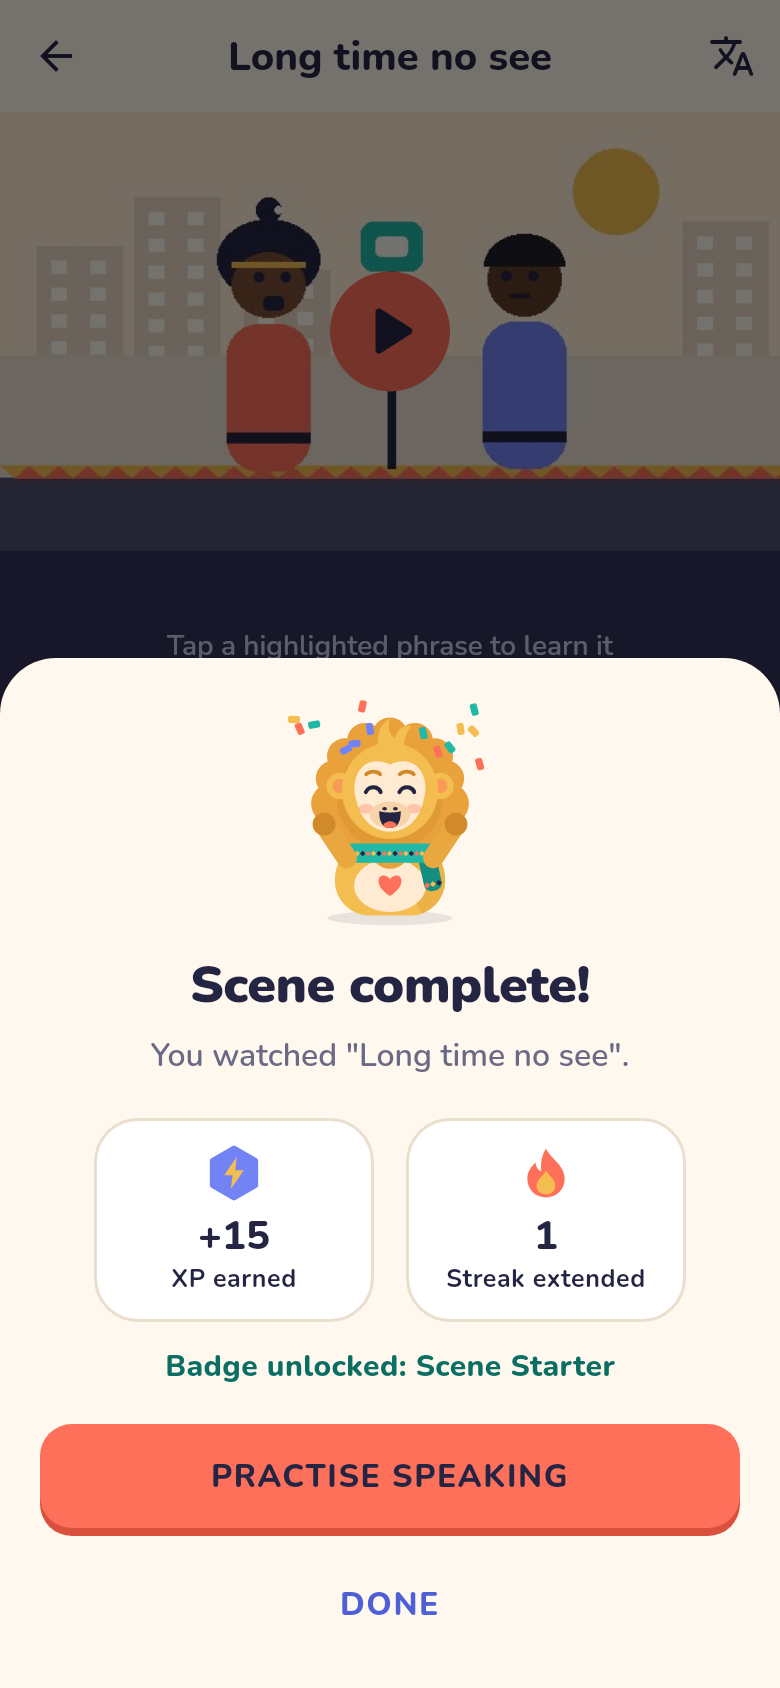 Long time no see
Tap a highlighted phrase to learn it
Scene complete!
You watched "Long time no see".
+15
XP earned
1
Streak extended
Badge unlocked: Scene Starter
PRACTISE SPEAKING
DONE